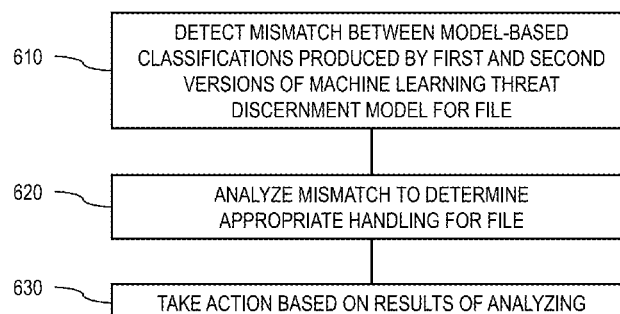 610
DETECT MISMATCH BETWEEN MODEL-BASED
CLASSIFICATIONS PRODUCED BY FIRST AND SECOND
VERSIONS OF MACHINE LEARNING THREAT
DISCERNMENT MODEL FOR FILE
620
ANALYZE MISMATCH TO DETERMINE
APPROPRIATE HANDLING FOR FILE
630
TAKE ACTION BASED ON RESULTS OF ANALYZING